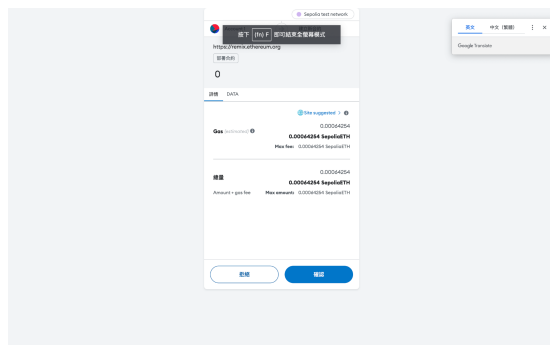 Sepolia test network
按下 (fn) F 即可結束全螢幕模式
https://remix.ethereum.org
部署合約
0
詳情 DATA
Site suggested >
Gas (estimated) 0.00064254
0.00064254 SepoliaETH
Max fee: 0.00064254 SepoliaETH
總量 0.00064254
0.00064254 SepoliaETH
Amount + gas fee Max amount: 0.00064254 SepoliaETH
拒絕 確認
英文 中文 (繁體)
Google Translate